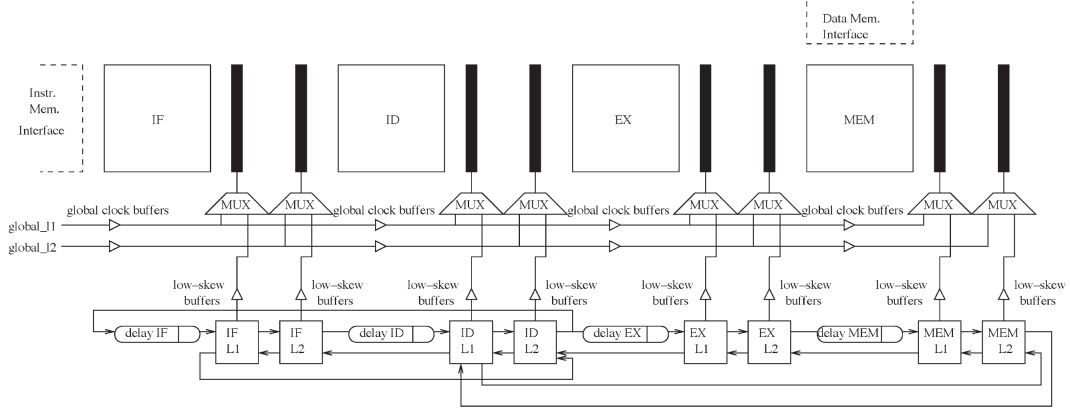 Data Mem.
Interface
Instr.
Mem.
Interface
IF
ID
EX
MEM
MUX MUX MUX MUX MUX MUX MUX MUX
global clock buffers global clock buffers global clock buffers global clock buffers
global_l1
global_l2
low-skew low-skew low-skew low-skew low-skew low-skew low-skew low-skew
buffers buffers buffers buffers buffers buffers buffers buffers
delay IF IF IF delay ID ID ID delay EX EX EX delay MEM MEM MEM
L1 L2 L1 L2 L1 L2 L1 L2